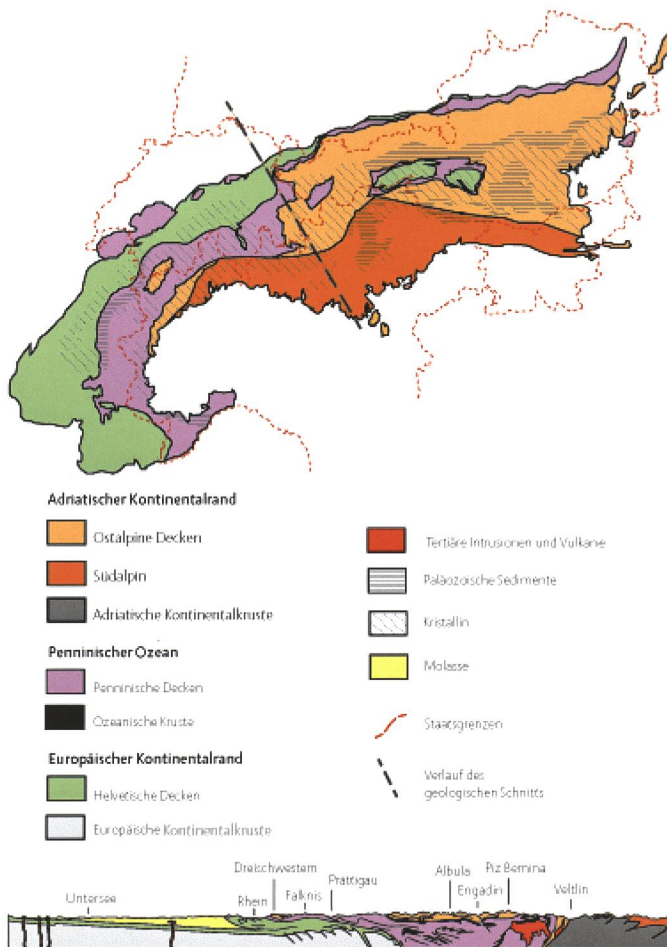 Adriatischer Kontinentalrand
Ostalpine Decken
Südalpin
Adriatische Kontinentalkruste
Penninischer Ozean
Penninische Decken
Ozeanische Kruste
Europäischer Kontinentalrand
Helvetische Decken
Europäische Kontinentalkruste
Tertiäre Intrusionen und Vulkane
Paläozoische Sedimente
Kristallin
Molasse
Staatsgrenzen
Verlauf des
geologischen Schnitts
Untersee
Rhein
Dreischwestern
Falknis
Prättigau
Albula
Engadin
Piz Bernina
Veltlin